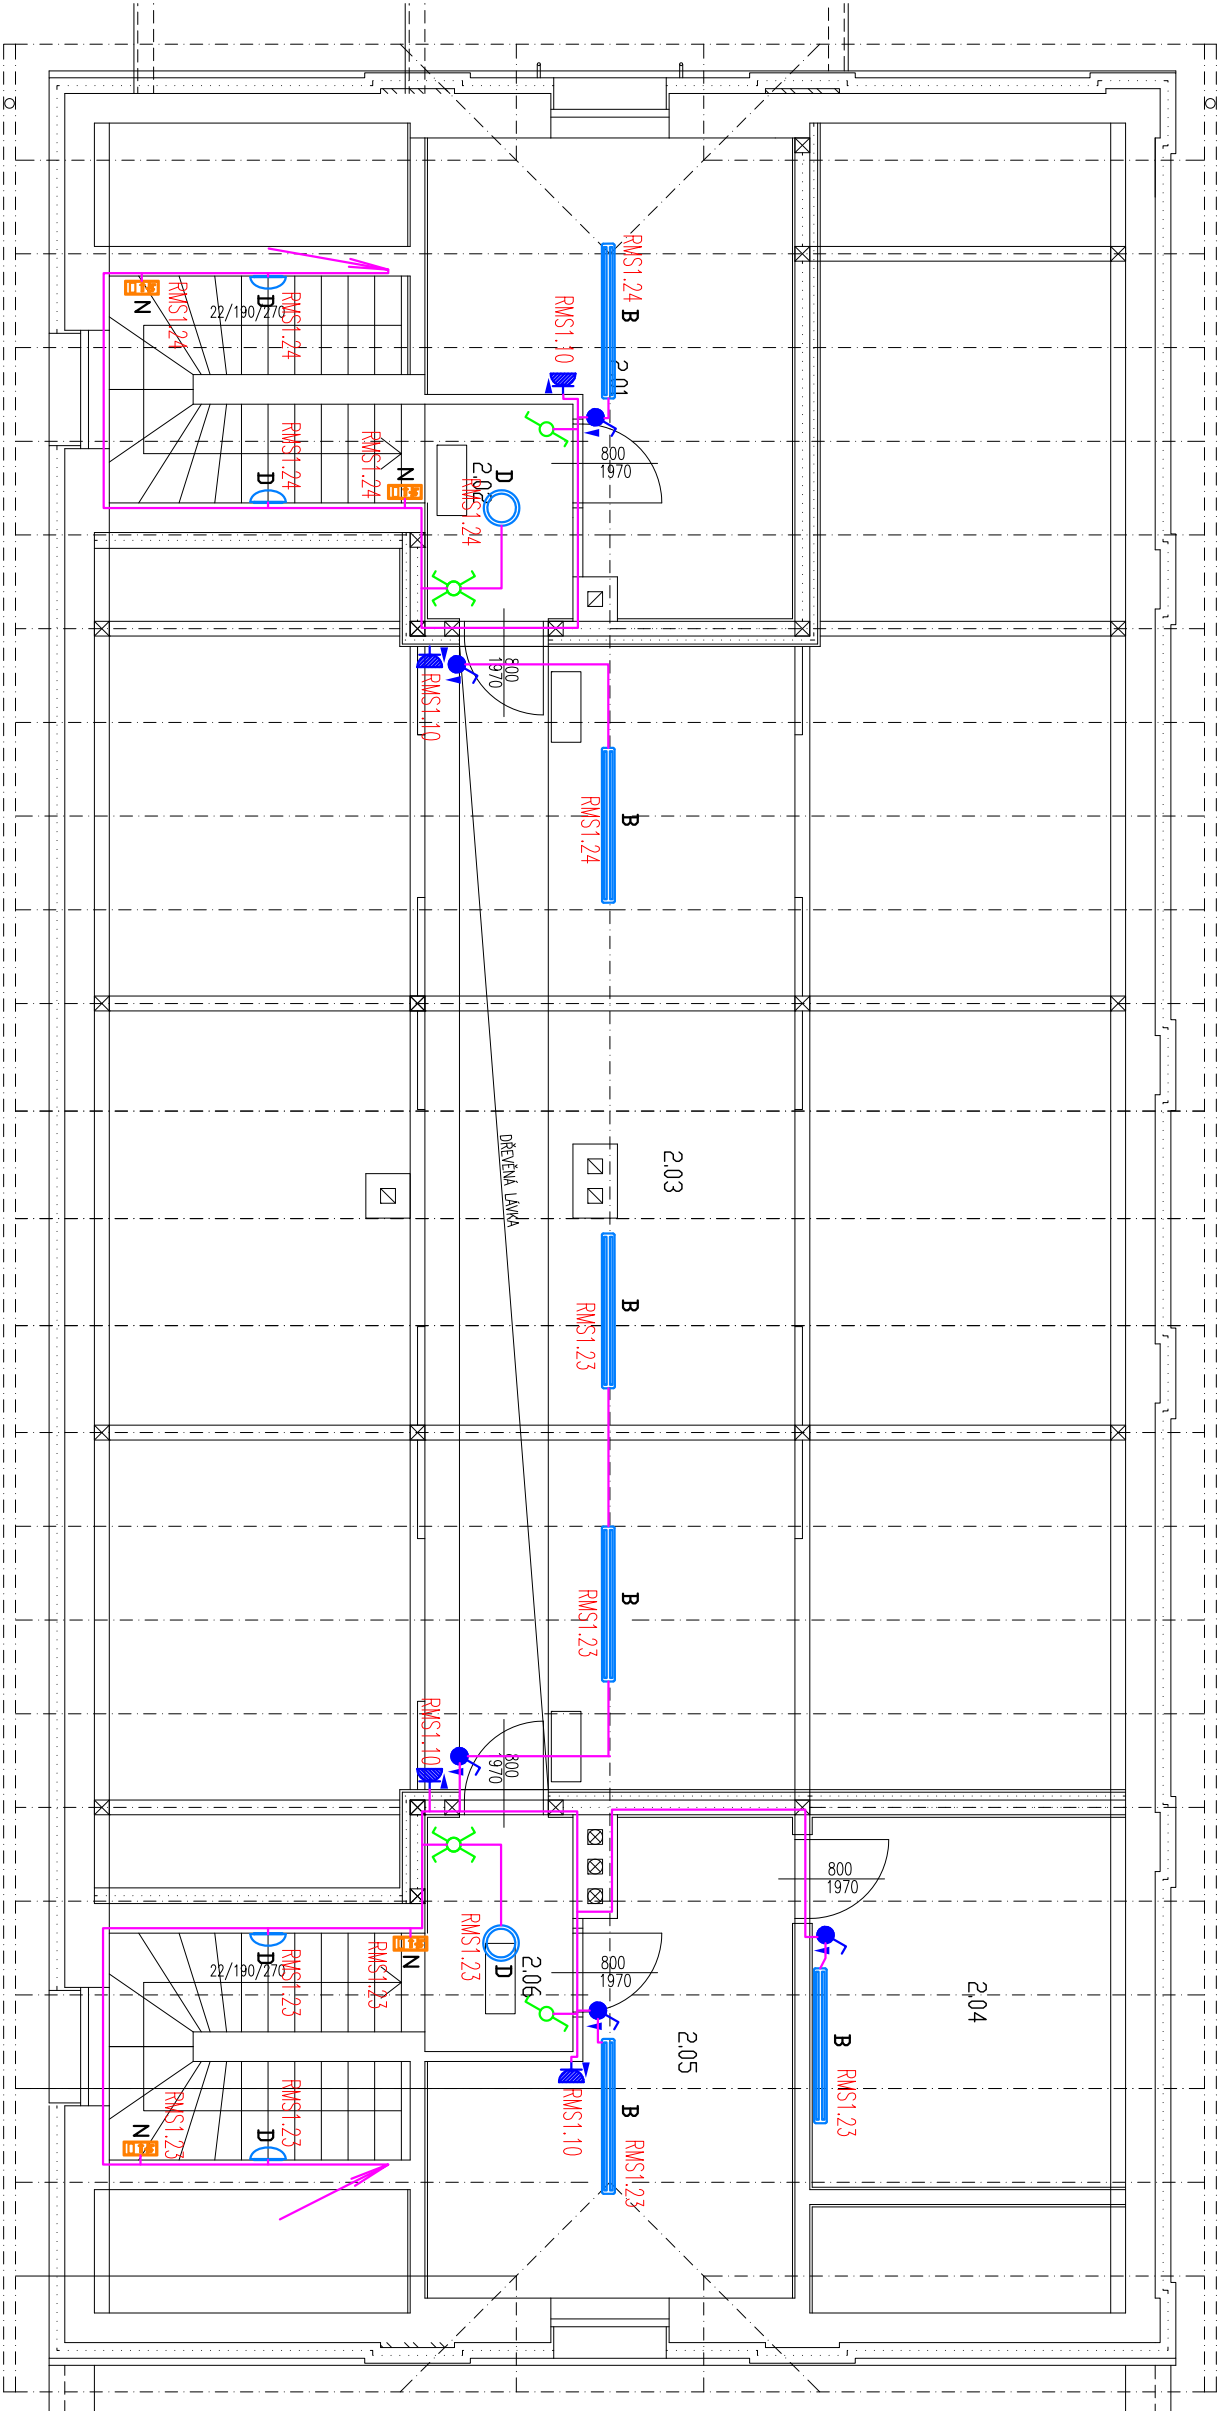 RMS1.24
B
RMS1.10
2.01
RMS1.24
N
D
RMS1.24
22/190/270
RMS1.24
D
RMS1.24
N
D
RMS1.24
800
1970
800
1970
RMS1.10
B
RMS1.24
DŘEVĚNÁ LÁVKA
2.03
B
RMS1.23
B
RMS1.23
RMS1.10
800
1970
800
1970
RMS1.23
D
2.06
800
1970
RMS1.23
N
D
RMS1.23
22/190/270
2.04
2.05
B
RMS1.23
RMS1.10
B
RMS1.23
N
RMS1.23
D
RMS1.23